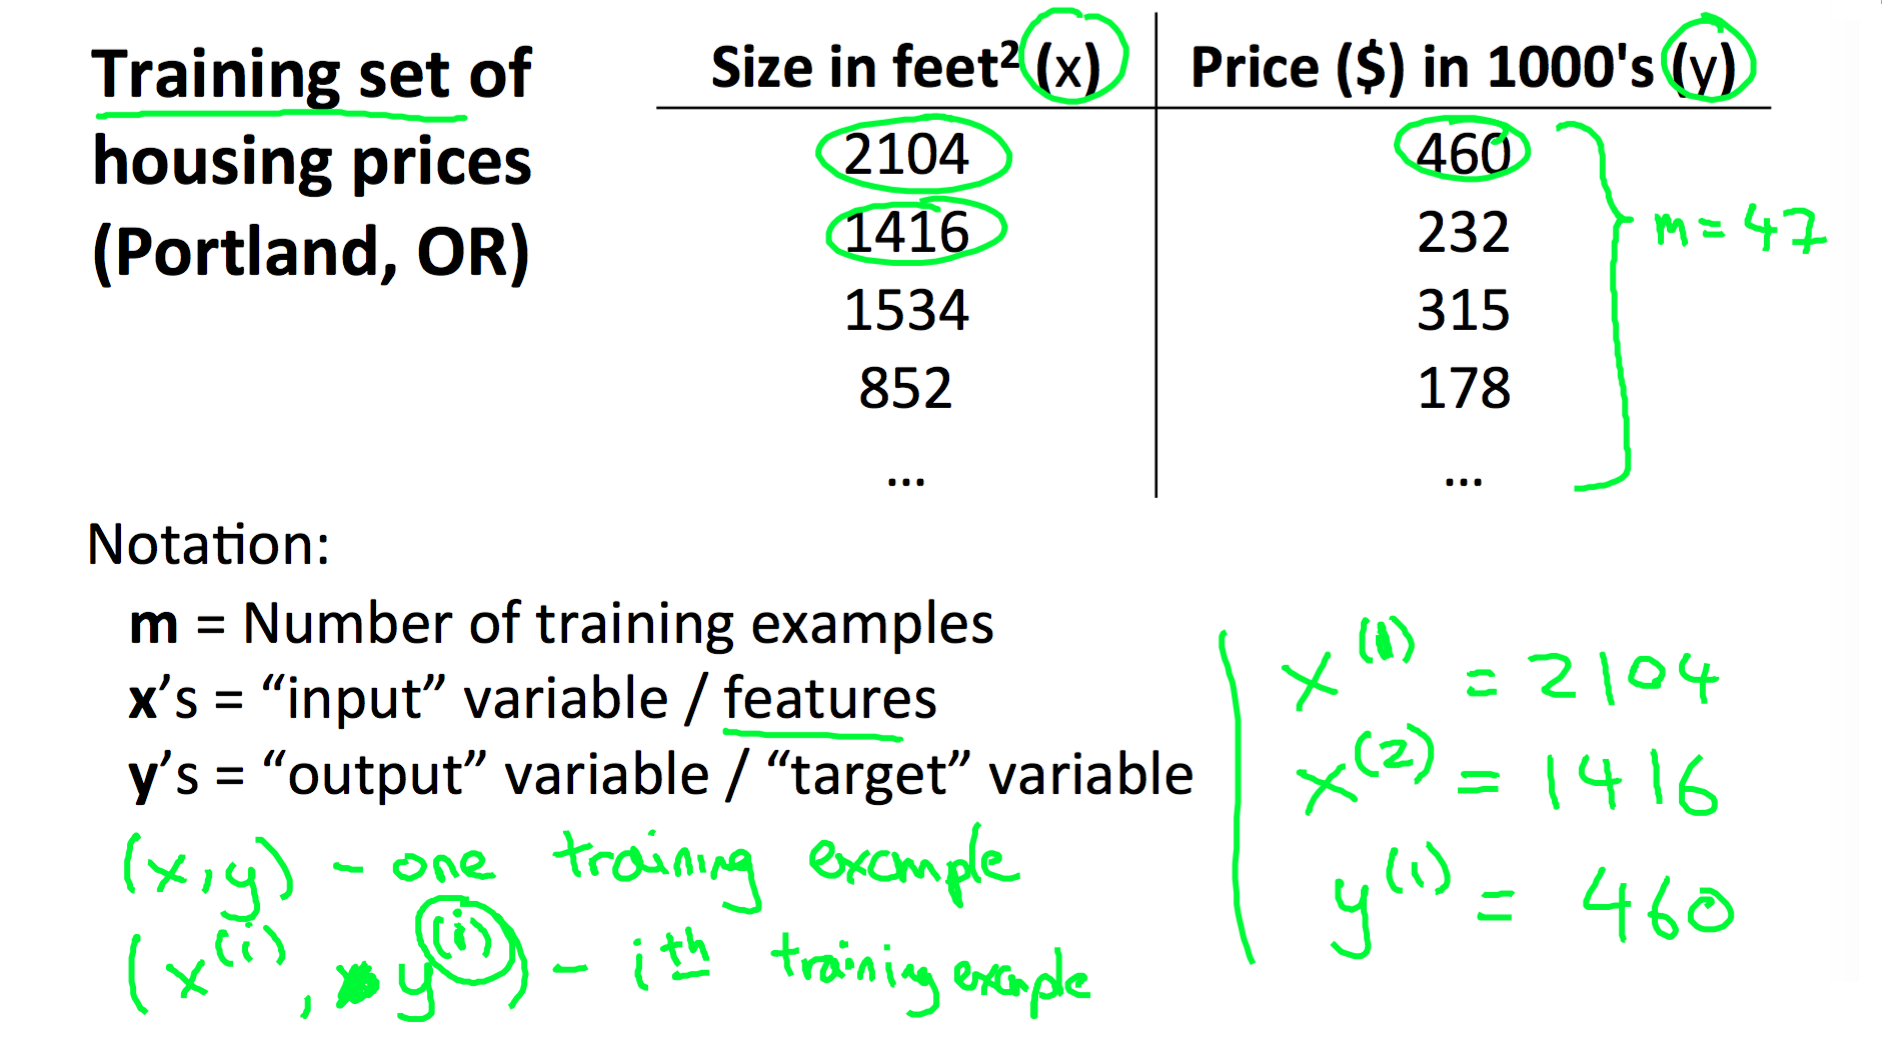 Training set of
housing prices
(Portland, OR)
Size in feet² (x) Price ($) in 1000's (y)
2104 460
1416 232
1534 315
852 178
... ...
m = 47
Notation:
m = Number of training examples
x’s = “input” variable / features
y’s = “output” variable / “target” variable
(x,y) - one training example
(x⁽ⁱ⁾, y⁽ⁱ⁾) - iᵗʰ training example
x⁽¹⁾ = 2104
x⁽²⁾ = 1416
y⁽¹⁾ = 460